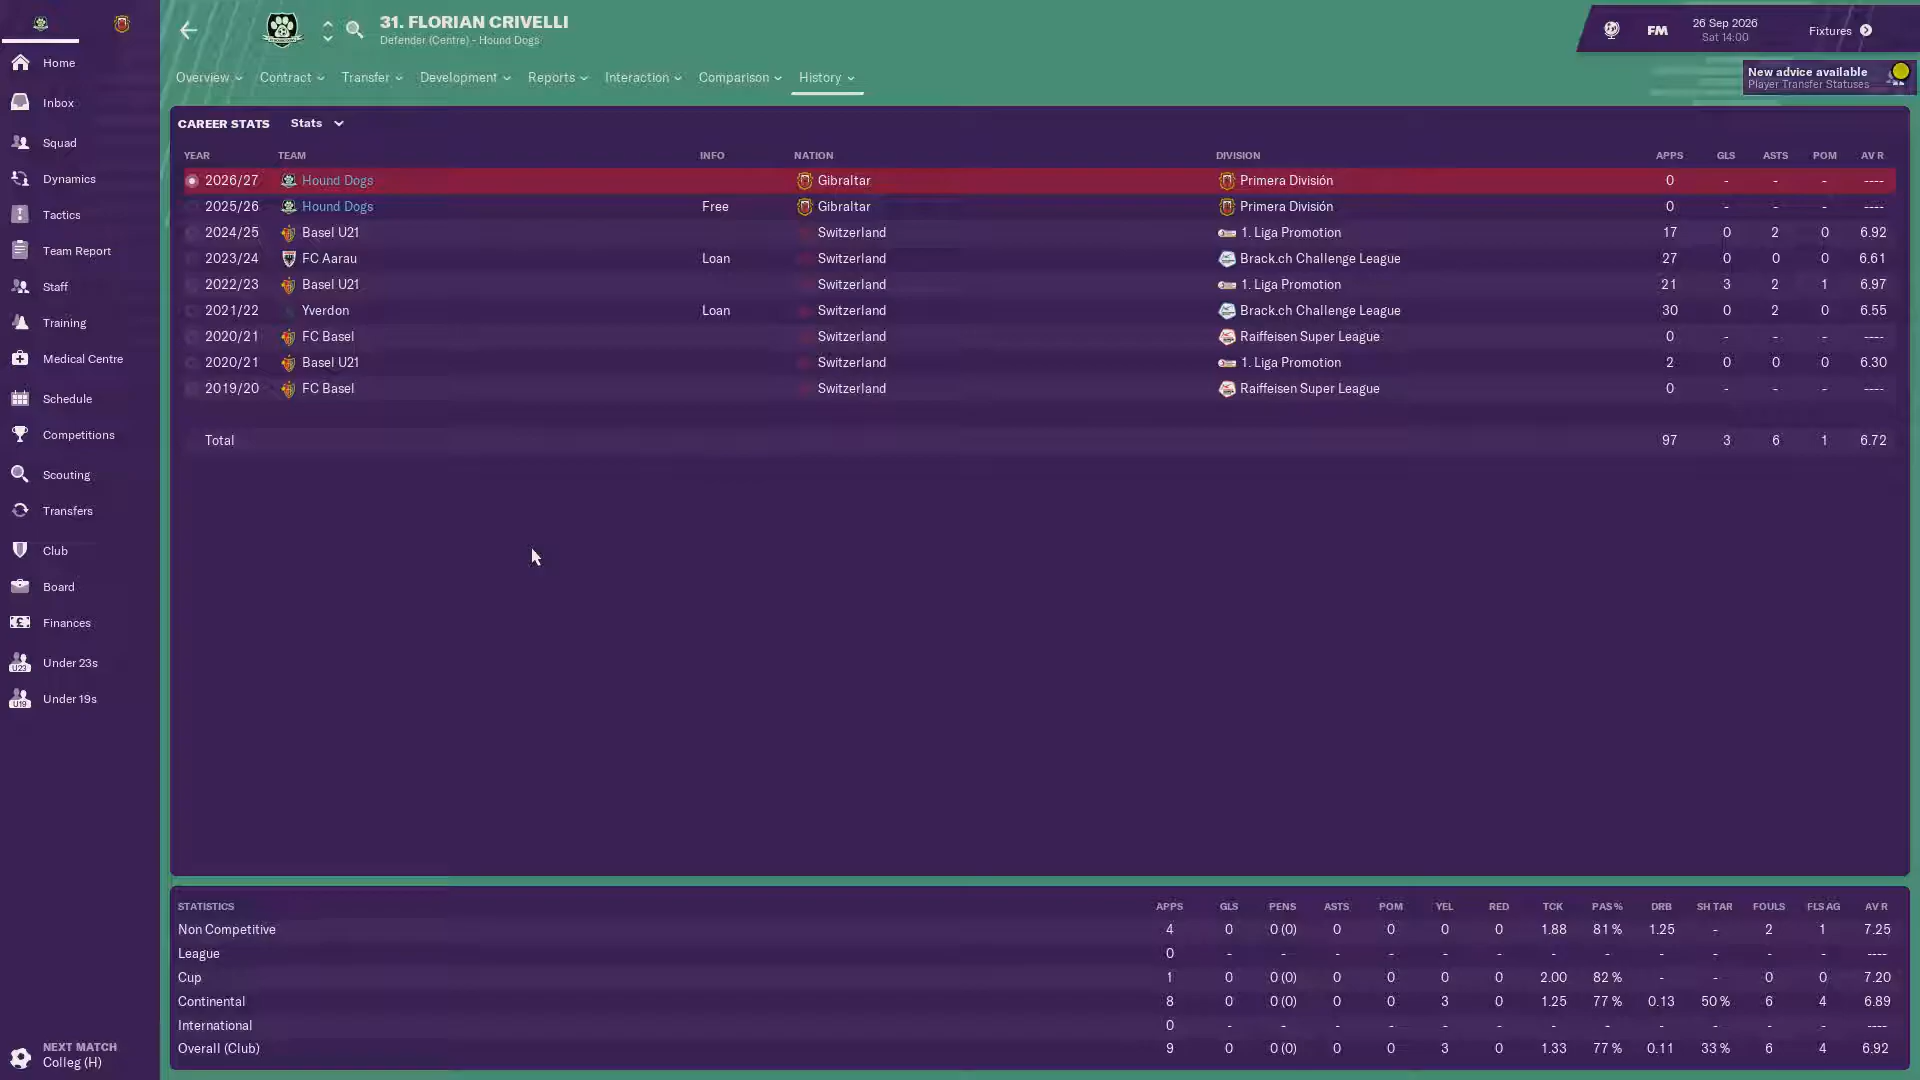 31. FLORIAN CRIVELLI
Defender (Centre) - Hound Dogs
FM
26 Sep 2026
Sat 14:00
Fixtures
Overview
Contract
Transfer
Development
Reports
Interaction
Comparison
History
New advice available
Player Transfer Statuses
Home
Inbox
Squad
Dynamics
Tactics
Team Report
Staff
Training
Medical Centre
Schedule
Competitions
Scouting
Transfers
Club
Board
Finances
U23 Under 23s
U19 Under 19s
NEXT MATCH
Colleg (H)
CAREER STATS Stats
YEAR TEAM INFO NATION DIVISION APPS GLS ASTS POM AV R
2026/27 Hound Dogs Gibraltar Primera División 0 - - - ----
2025/26 Hound Dogs Free Gibraltar Primera División 0 - - - ----
2024/25 Basel U21 Switzerland 1. Liga Promotion 17 0 2 0 6.92
2023/24 FC Aarau Loan Switzerland Brack.ch Challenge League 27 0 0 0 6.61
2022/23 Basel U21 Switzerland 1. Liga Promotion 21 3 2 1 6.97
2021/22 Yverdon Loan Switzerland Brack.ch Challenge League 30 0 2 0 6.55
2020/21 FC Basel Switzerland Raiffeisen Super League 0 - - - ----
2020/21 Basel U21 Switzerland 1. Liga Promotion 2 0 0 0 6.30
2019/20 FC Basel Switzerland Raiffeisen Super League 0 - - - ----
Total 97 3 6 1 6.72
STATISTICS APPS GLS PENS ASTS POM YEL RED TCK PAS % DRB SH TAR FOULS FLS AG AV R
Non Competitive 4 0 0 (0) 0 0 0 0 1.88 81 % 1.25 - 2 1 7.25
League 0 - - - - - - - - - - - - ----
Cup 1 0 0 (0) 0 0 0 0 2.00 82 % - - 0 0 7.20
Continental 8 0 0 (0) 0 0 3 0 1.25 77 % 0.13 50 % 6 4 6.89
International 0 - - - - - - - - - - - - ----
Overall (Club) 9 0 0 (0) 0 0 3 0 1.33 77 % 0.11 33 % 6 4 6.92